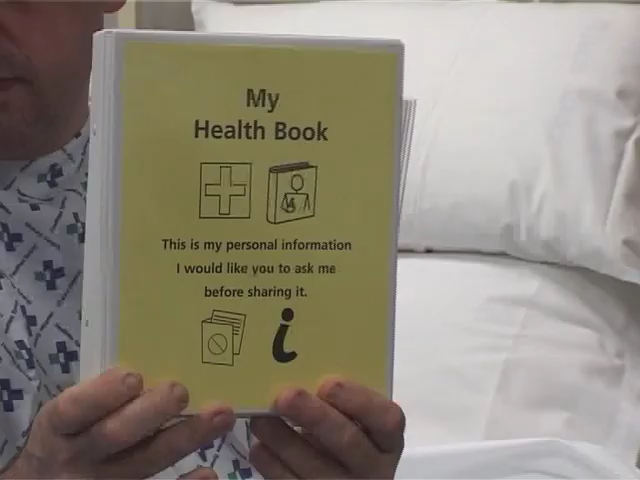 My
Health Book
This is my personal information
I would like you to ask me
before sharing it.
i